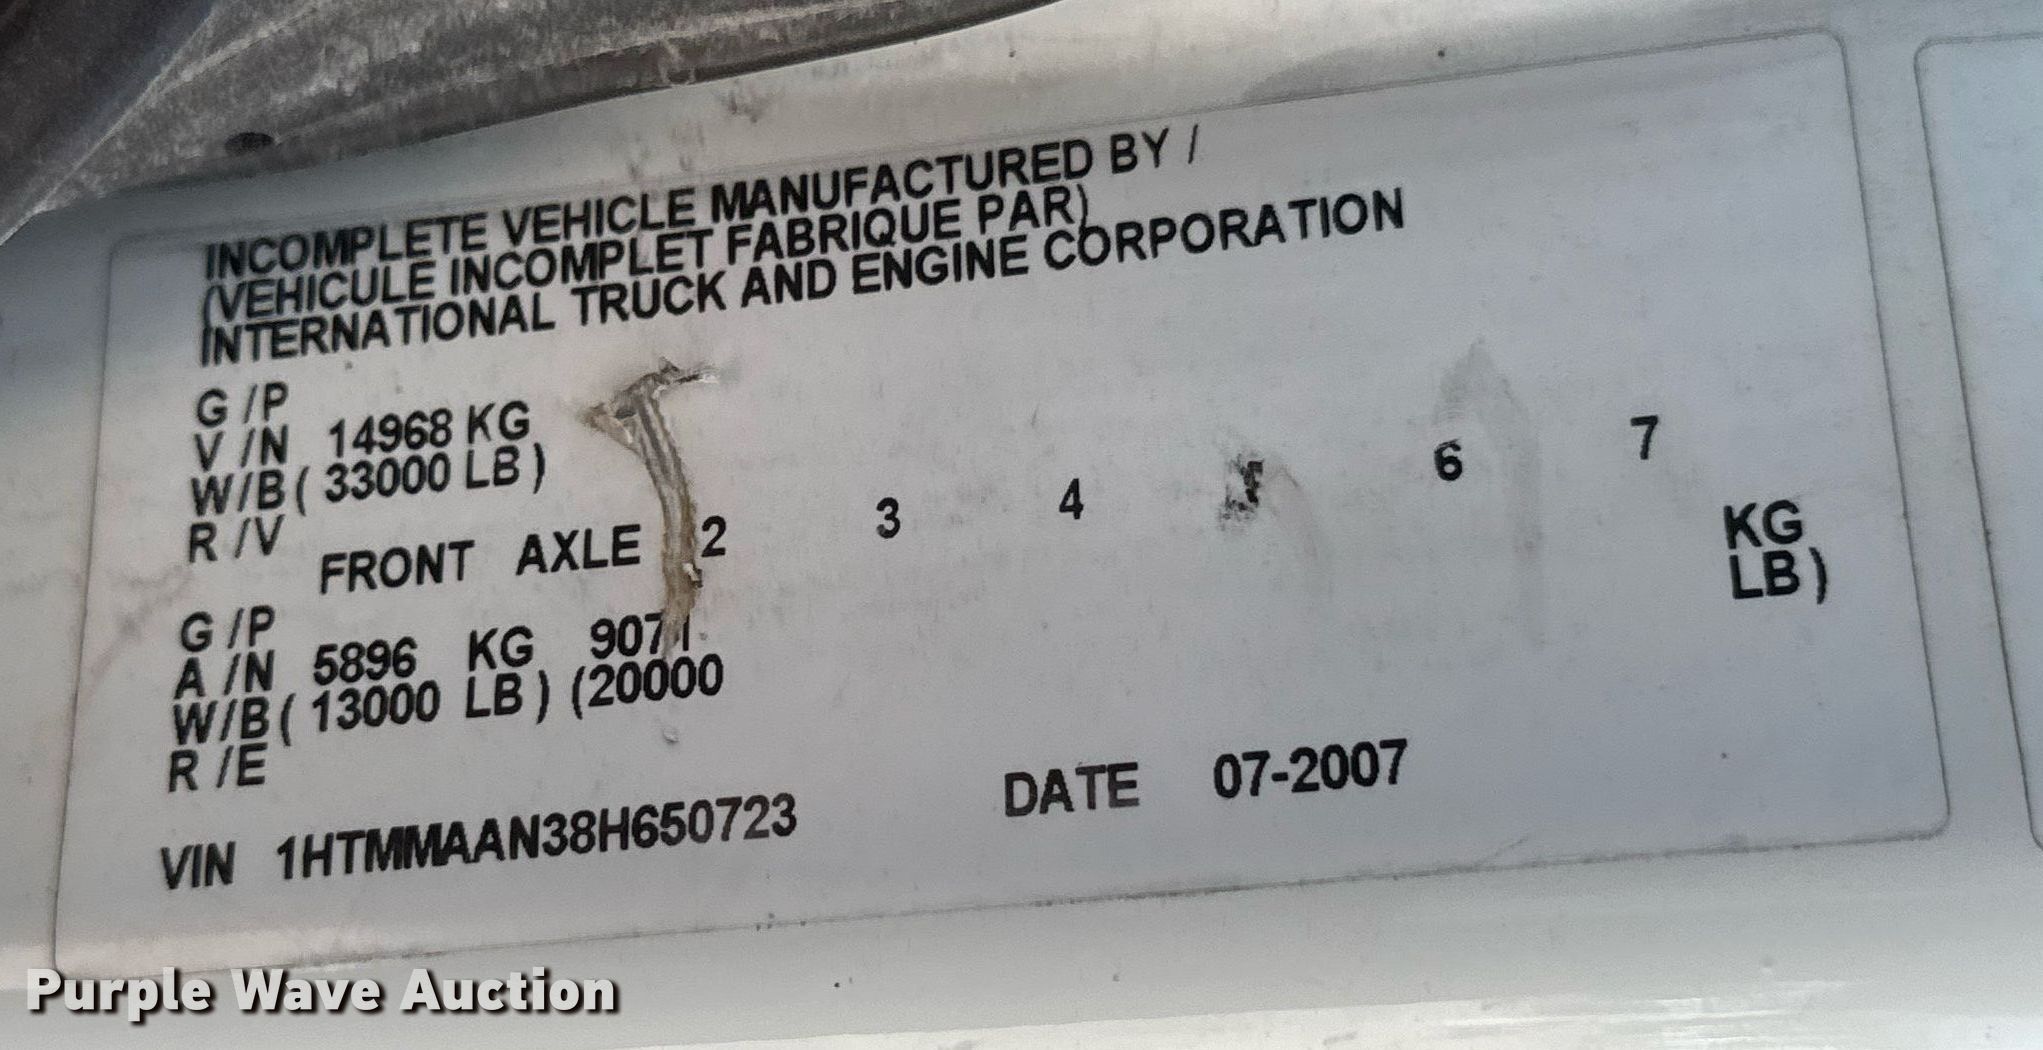 INCOMPLETE VEHICLE MANUFACTURED BY /
(VEHICULE INCOMPLET FABRIQUE PAR)
INTERNATIONAL TRUCK AND ENGINE CORPORATION
G /P
V /N 14968 KG
W/B ( 33000 LB )
R /V
FRONT AXLE 2 3 4 6 7
KG
LB )
G /P
A /N 5896 KG 9071
W/B ( 13000 LB ) (20000
R /E
VIN 1HTMMAAN38H650723 DATE 07-2007
Purple Wave Auction